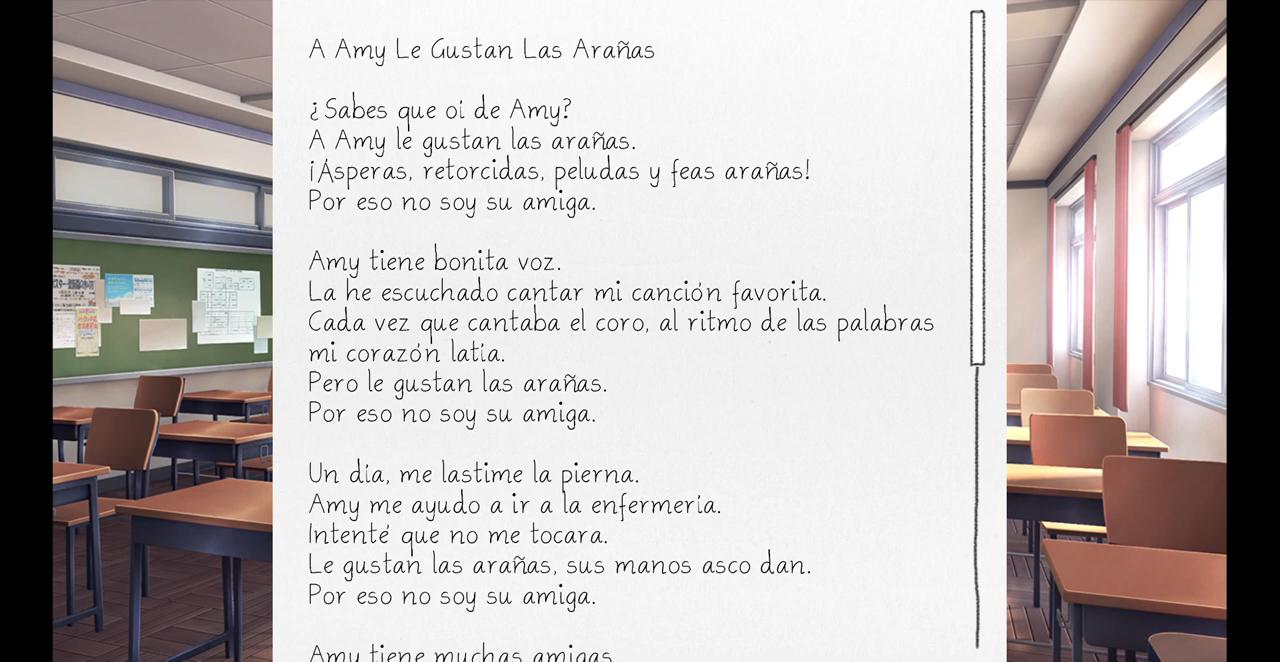 A Amy Le Gustan Las Arañas
¿Sabes que oí de Amy?
A Amy le gustan las arañas.
¡Ásperas, retorcidas, peludas y feas arañas!
Por eso no soy su amiga.
Amy tiene bonita voz.
La he escuchado cantar mi canción favorita.
Cada vez que cantaba el coro, al ritmo de las palabras
mi corazón latía.
Pero le gustan las arañas.
Por eso no soy su amiga.
Un día, me lastime la pierna.
Amy me ayudo a ir a la enfermería.
Intenté que no me tocara.
Le gustan las arañas, sus manos asco dan.
Por eso no soy su amiga.
Amy tiene muchas amigas